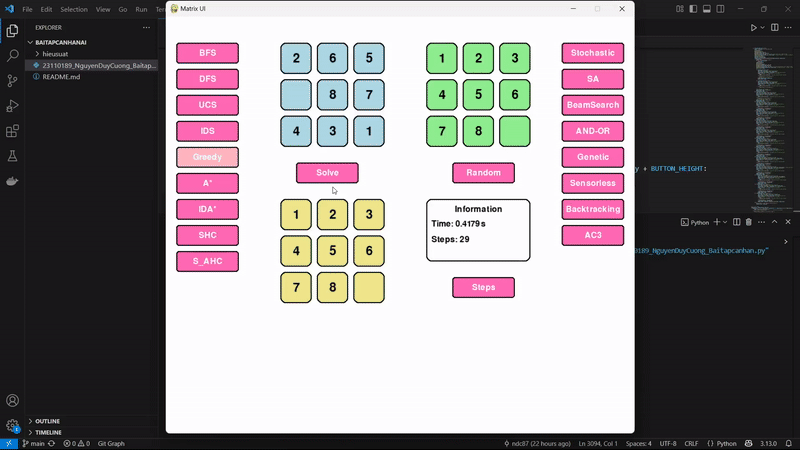 File Edit Selection View Go Run
Matrix UI
EXPLORER
BAITAPCANHANAI
hieusuat
23110189_NguyenDuyCuong_Baitap...
README.md
BFS
DFS
UCS
IDS
Greedy
A*
IDA*
SHC
S_AHC
2 6 5
8 7
4 3 1
Solve
1 2 3
4 5 6
7 8
1 2 3
4 5 6
7 8
Random
Information
Time: 0.4179 s
Steps: 29
Steps
Stochastic
SA
BeamSearch
AND-OR
Genetic
Sensorless
Backtracking
AC3
y + BUTTON_HEIGHT:
Python
0189_NguyenDuyCuong_Baitapcanhan.py"
OUTLINE
TIMELINE
main 0 0 Git Graph
ndc87 (22 hours ago) Ln 3094, Col 1 Spaces: 4 UTF-8 CRLF {} Python 3.13.0